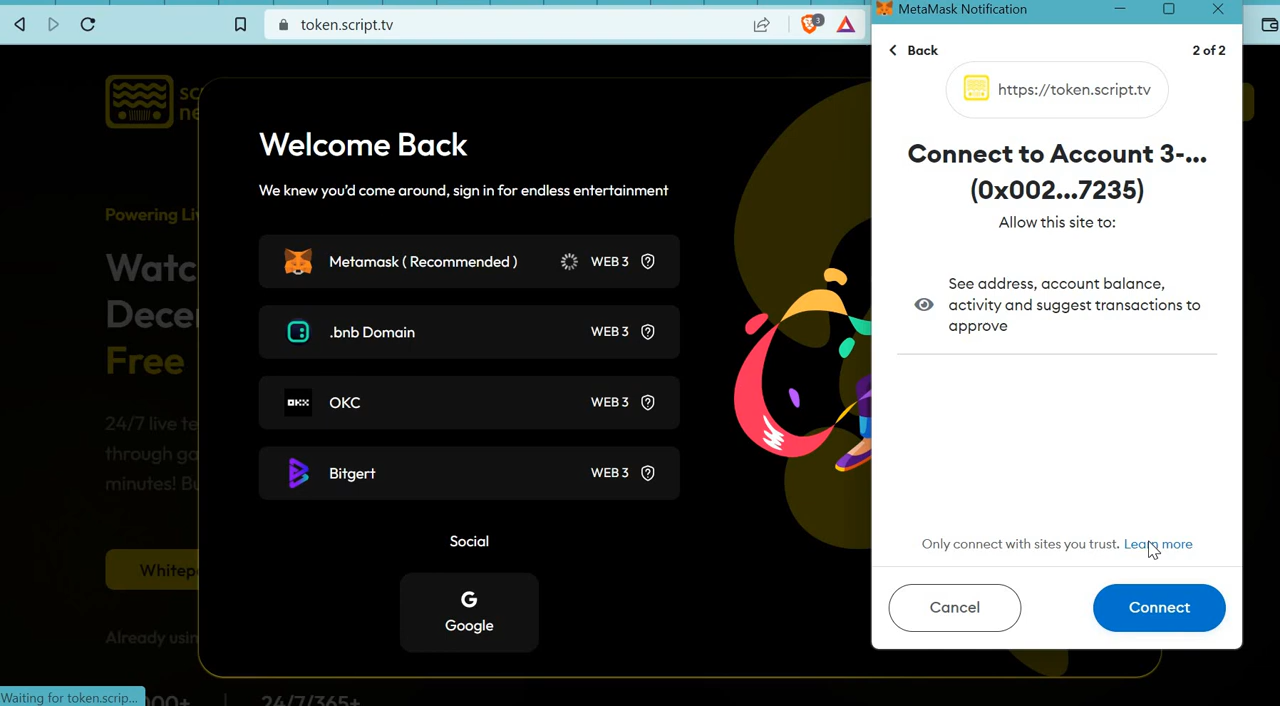 token.script.tv
3
MetaMask Notification
Back
2 of 2
https://token.script.tv
Connect to Account 3-...
(0x002...7235)
Allow this site to:
See address, account balance,
activity and suggest transactions to
approve
Only connect with sites you trust. Learn more
Cancel
Connect
Welcome Back
We knew you'd come around, sign in for endless entertainment
Metamask ( Recommended )
WEB 3
.bnb Domain
WEB 3
OKX
OKC
WEB 3
Bitgert
WEB 3
Social
G
Google
Powering Liv
Watc
Decen
Free
24/7 live te
through ga
minutes! Bu
Whitep
Already usin
24/7/365+
Waiting for token.scrip...